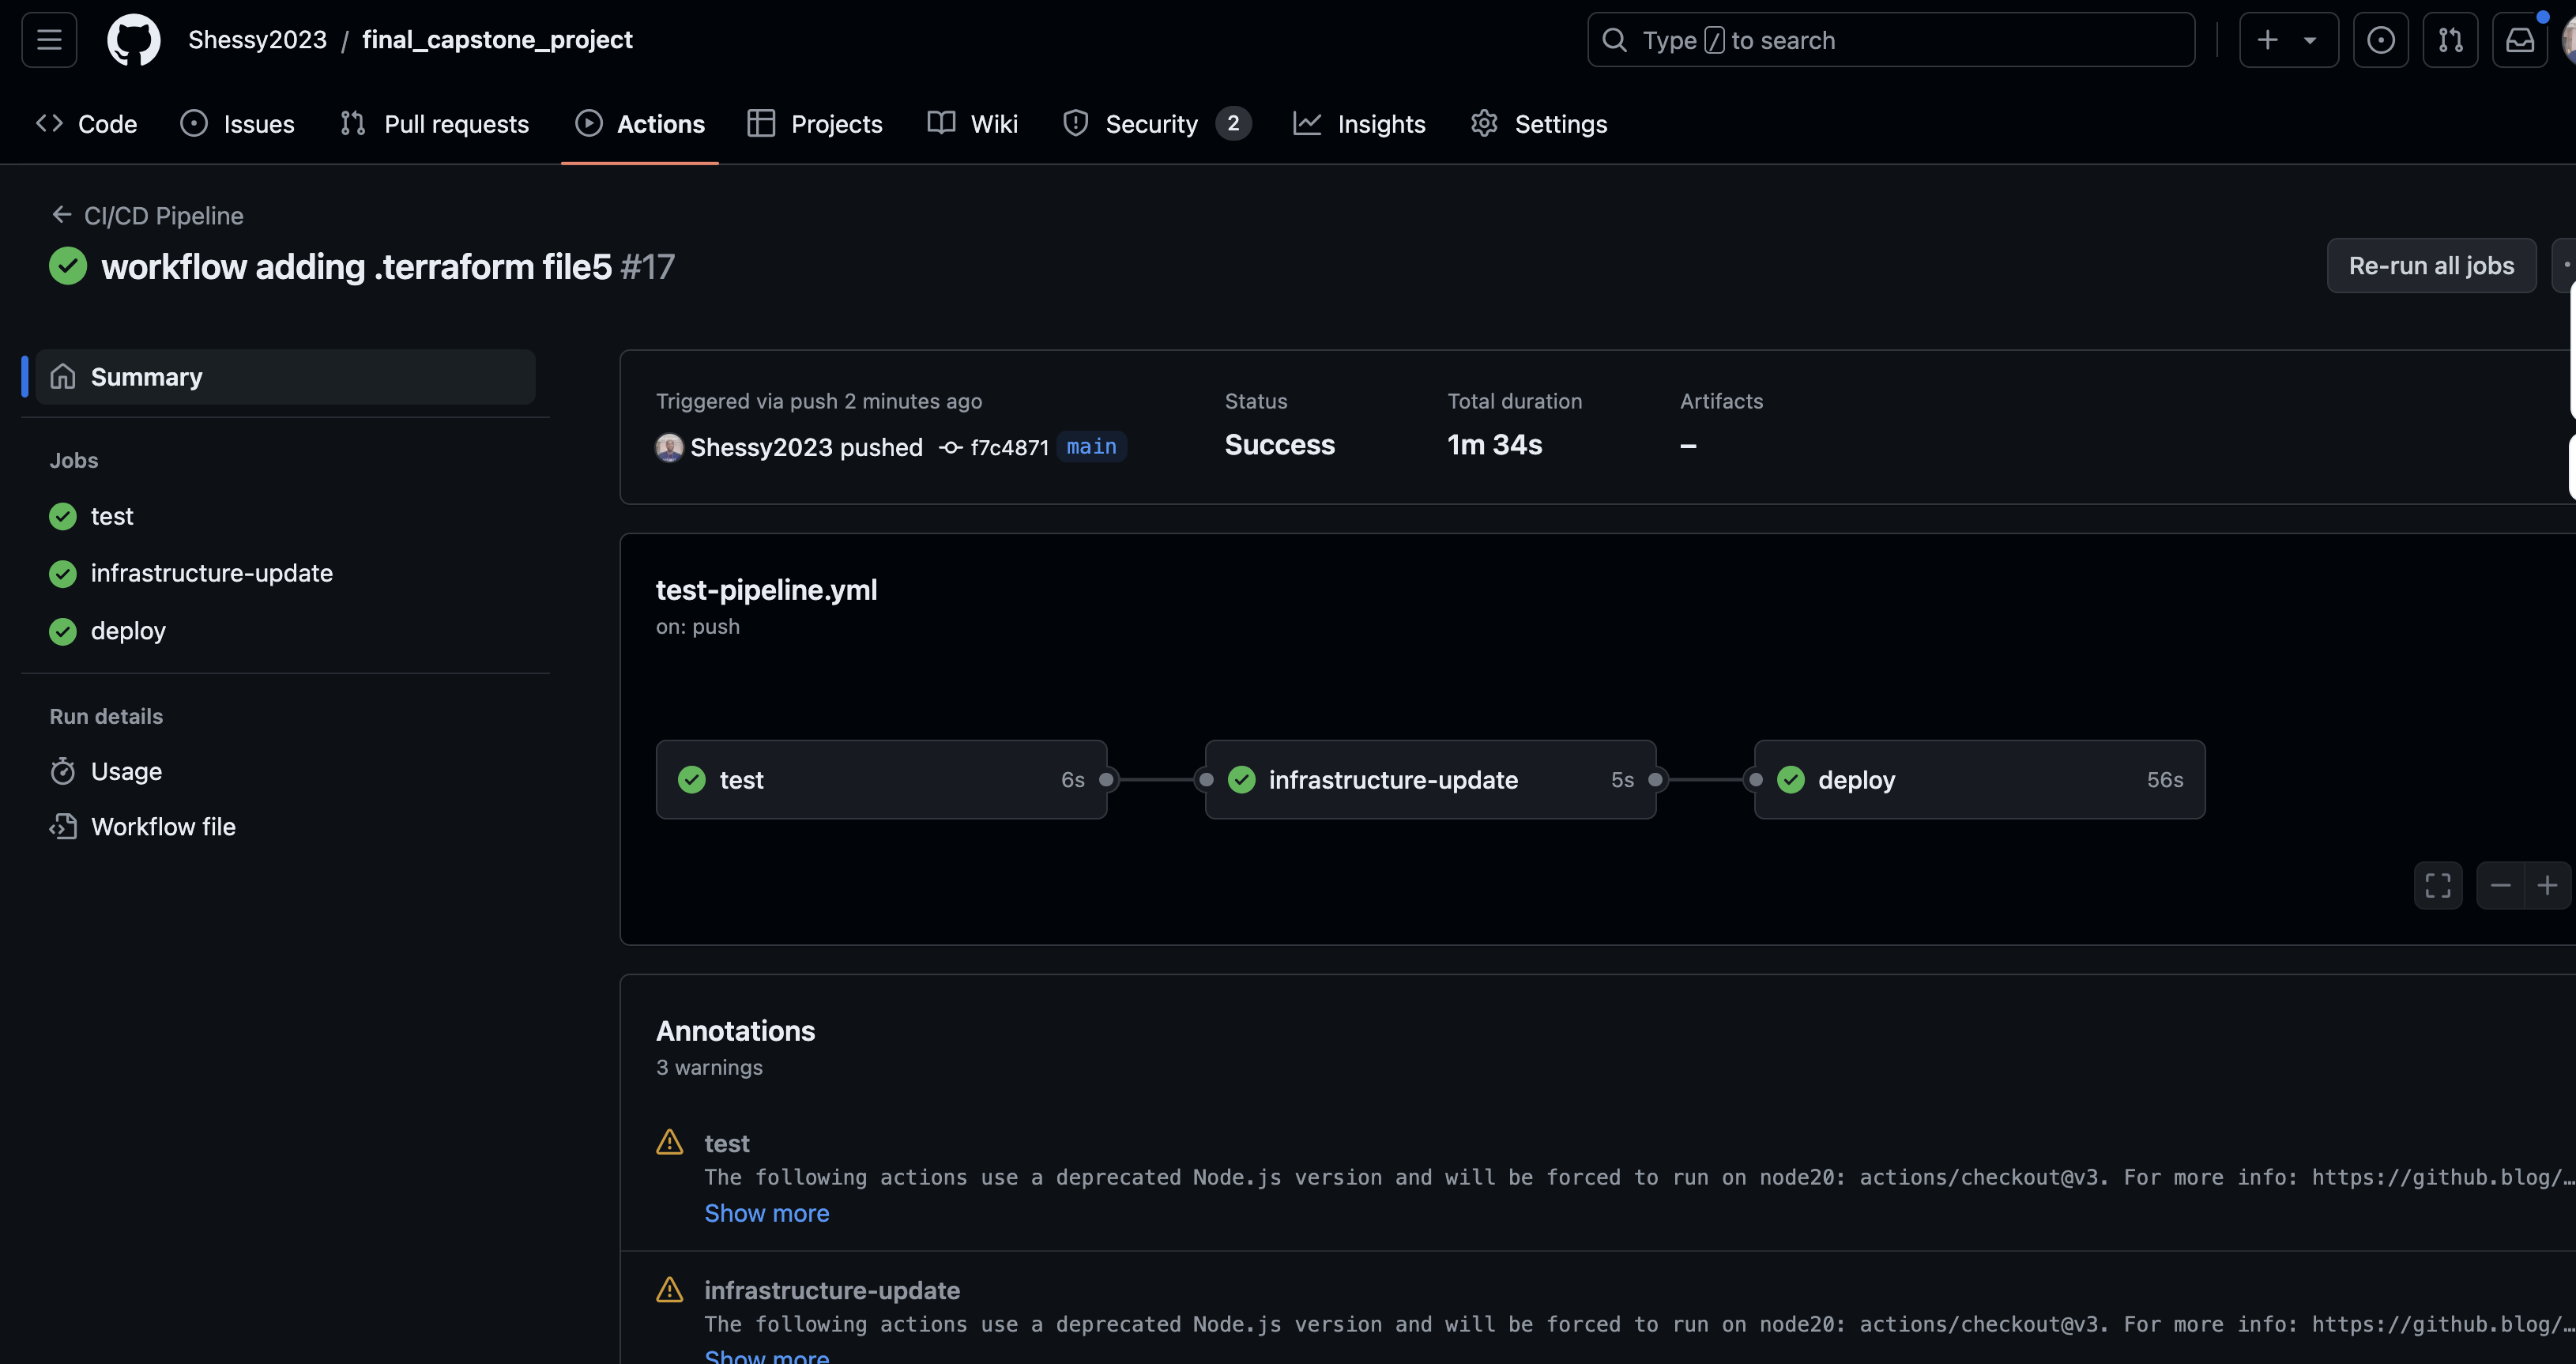 Shessy2023 / final_capstone_project
Type / to search
Code Issues Pull requests Actions Projects Wiki Security 2 Insights Settings
CI/CD Pipeline
workflow adding .terraform file5 #17
Re-run all jobs
Summary
Jobs
test
infrastructure-update
deploy
Run details
Usage
Workflow file
Triggered via push 2 minutes ago
Shessy2023 pushed f7c4871 main
Status
Success
Total duration
1m 34s
Artifacts
–
test-pipeline.yml
on: push
test 6s
infrastructure-update 5s
deploy 56s
Annotations
3 warnings
test
The following actions use a deprecated Node.js version and will be forced to run on node20: actions/checkout@v3. For more info: https://github.blog/…
Show more
infrastructure-update
The following actions use a deprecated Node.js version and will be forced to run on node20: actions/checkout@v3. For more info: https://github.blog/…
Show more